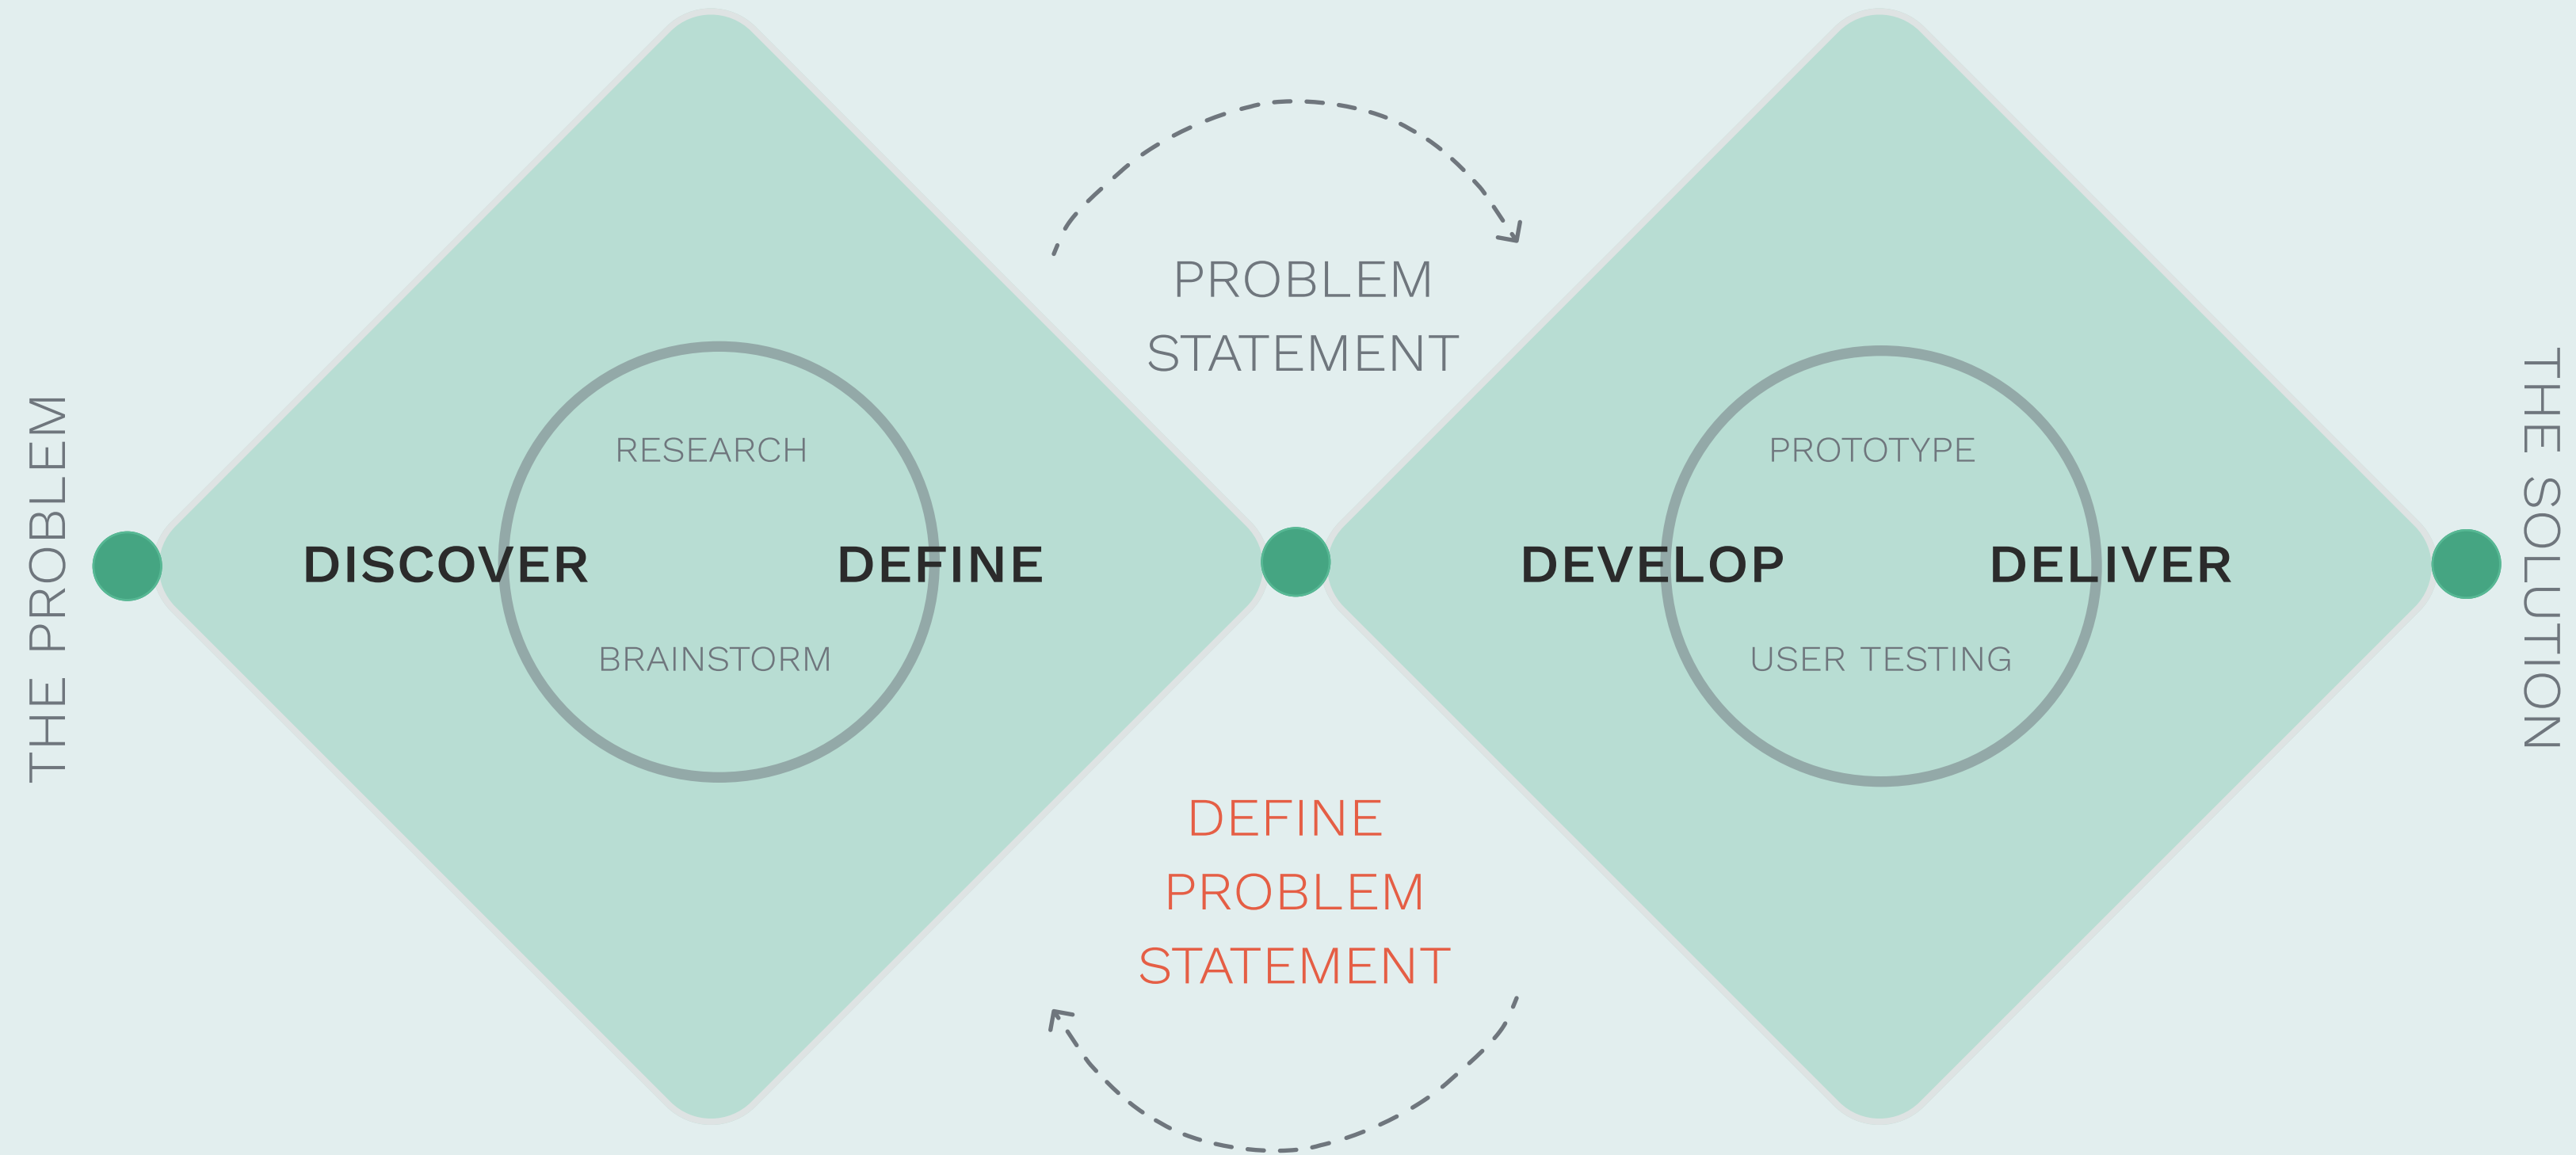 THE PROBLEM
DISCOVER
RESEARCH
BRAINSTORM
DEFINE
PROBLEM
STATEMENT
DEFINE
PROBLEM
STATEMENT
DEVELOP
PROTOTYPE
USER TESTING
DELIVER
THE SOLUTION